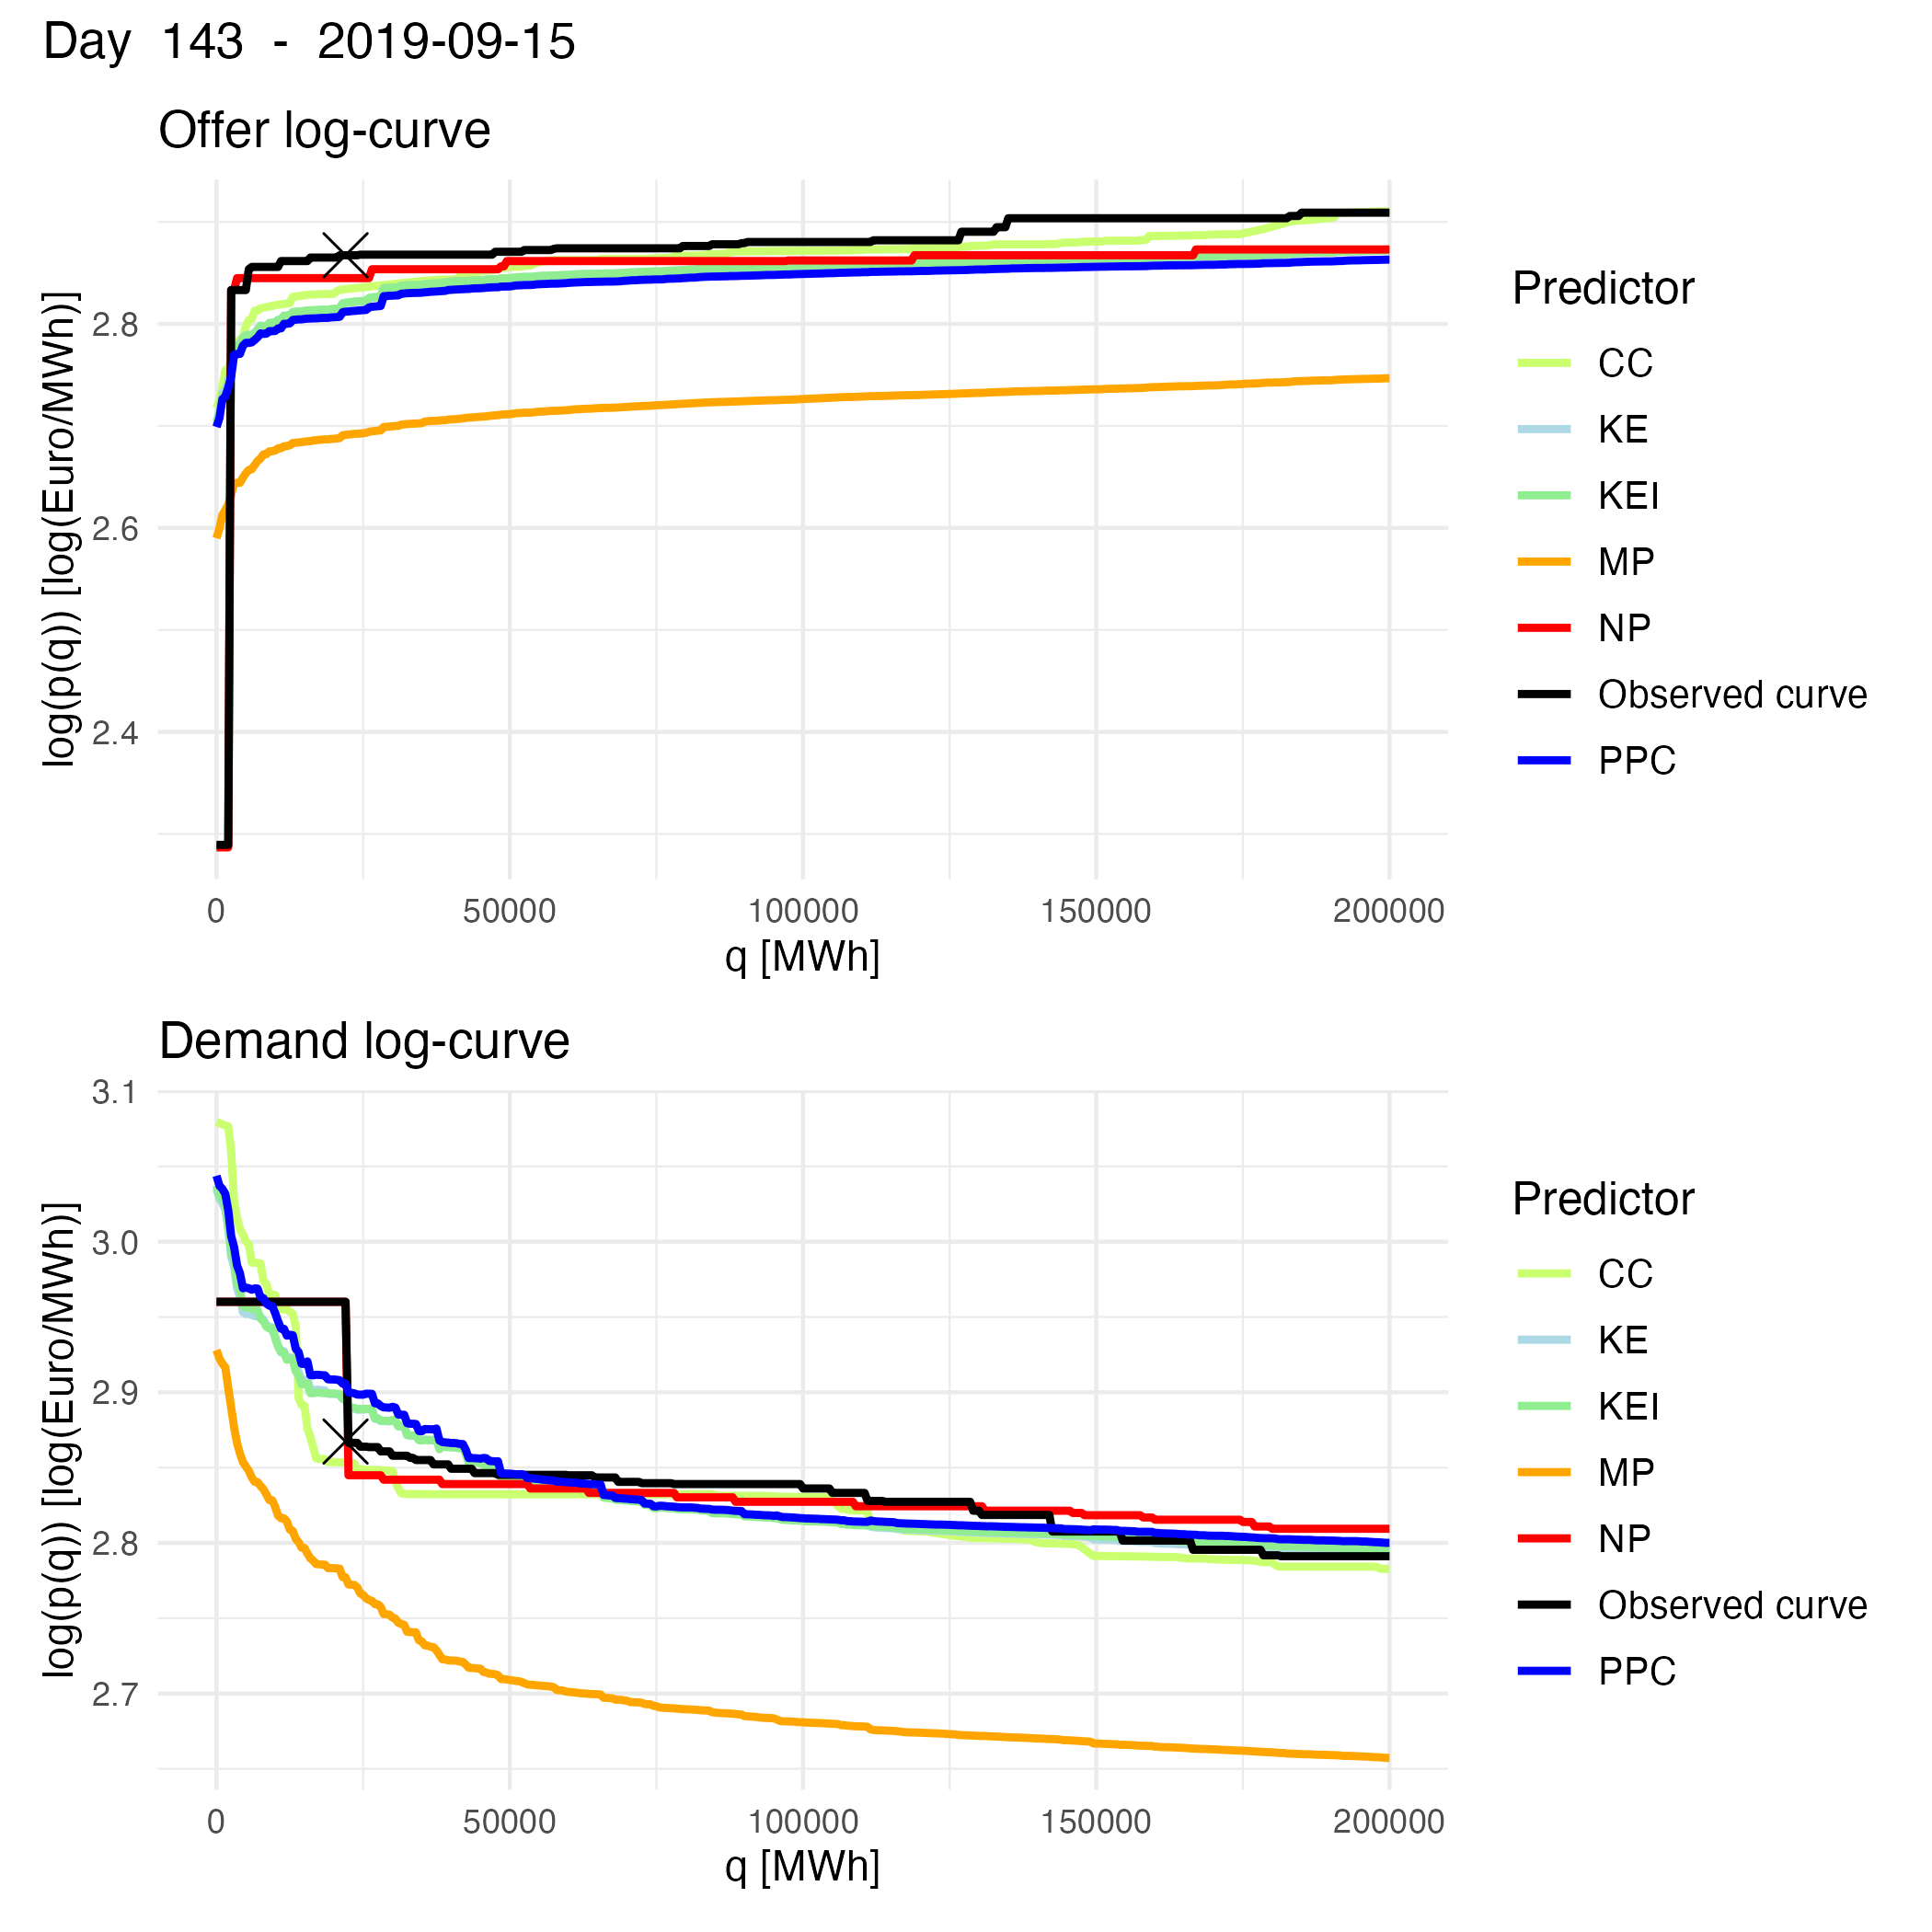 Day 143 - 2019-09-15
Offer log-curve
log(p(q)) [log(Euro/MWh)]
2.8
2.6
2.4
0 50000 100000 150000 200000
q [MWh]
Predictor
CC
KE
KEI
MP
NP
Observed curve
PPC
Demand log-curve
log(p(q)) [log(Euro/MWh)]
3.1
3.0
2.9
2.8
2.7
0 50000 100000 150000 200000
q [MWh]
Predictor
CC
KE
KEI
MP
NP
Observed curve
PPC